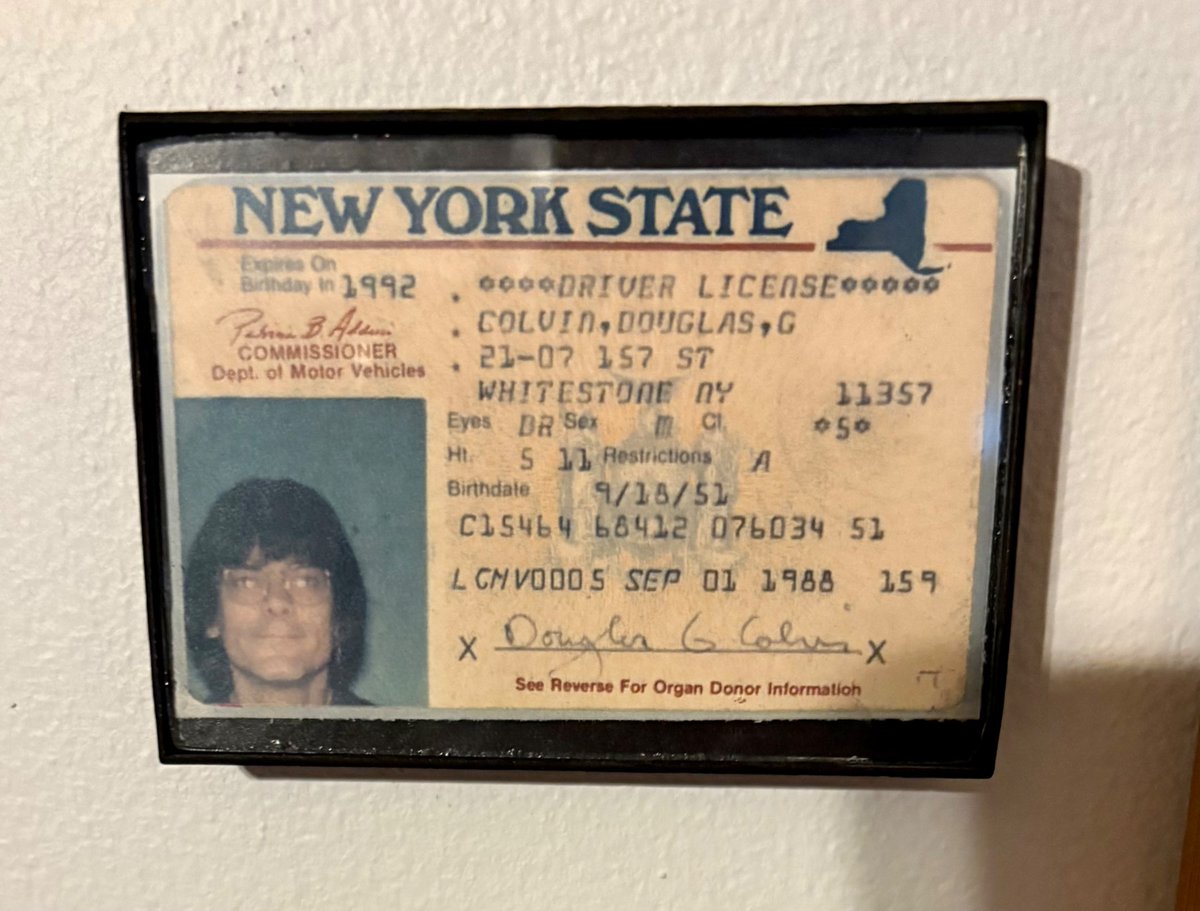 NEW YORK STATE
Expires On
Birthday In 1992
COMMISSIONER
Dept. of Motor Vehicles
. ****DRIVER LICENSE*****
. COLVIN,DOUGLAS,G
. 21-07 157 ST
WHITESTONE NY 11357
Eyes BR Sex M Cl. *5*
Ht. 5 11 Restrictions A
Birthdate 9/18/51
C15464 68412 076034 51
LCMV0005 SEP 01 1988 159
X Douglas G Colvin X
See Reverse For Organ Donor Information